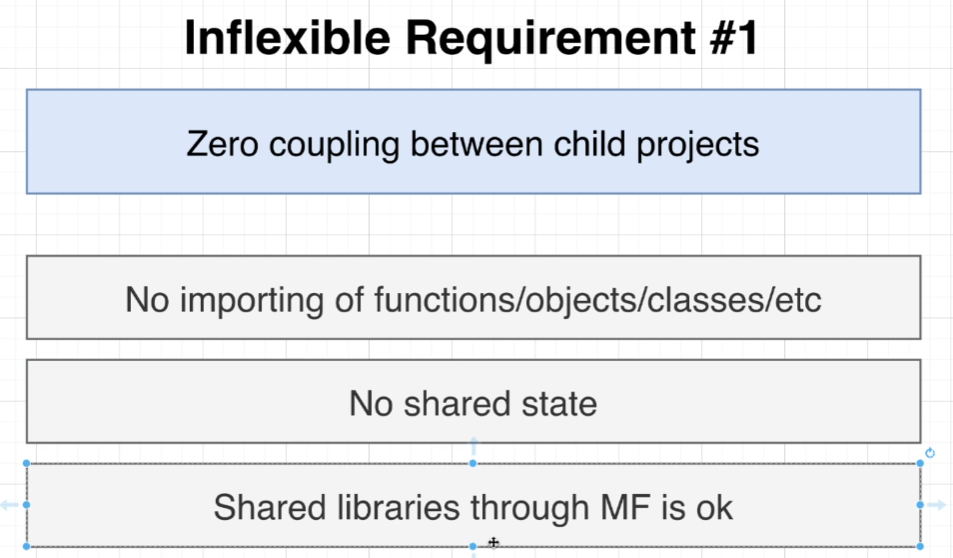 Inflexible Requirement #1
Zero coupling between child projects
No importing of functions/objects/classes/etc
No shared state
Shared libraries through MF is ok